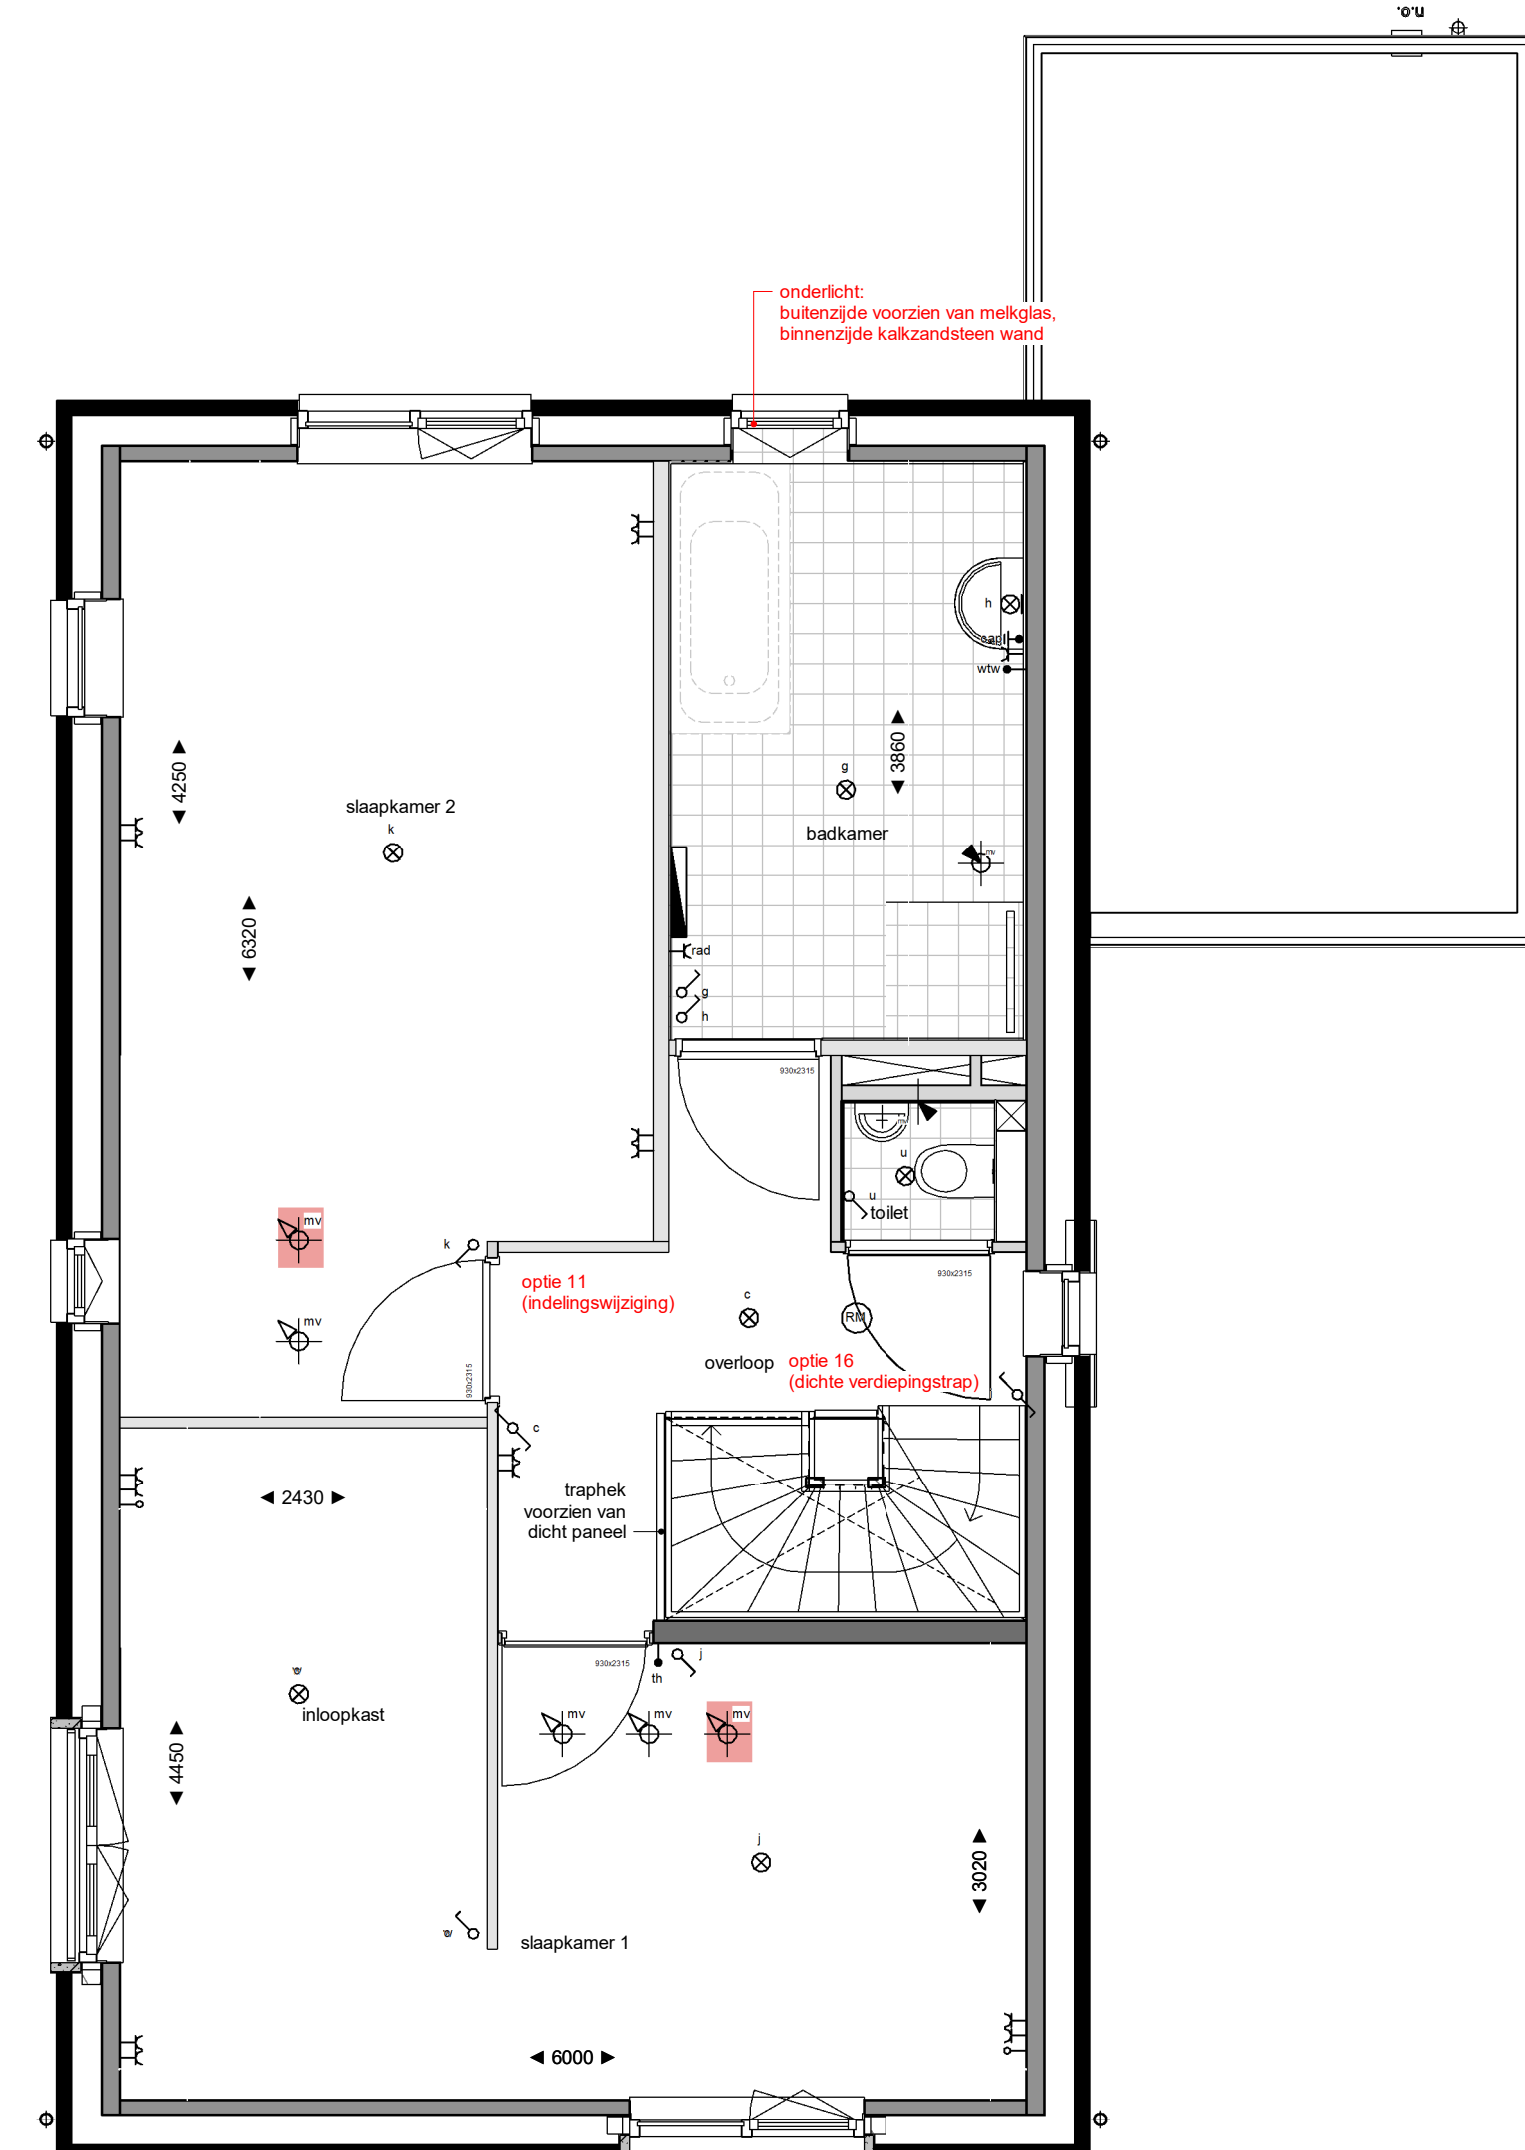 n.o.
onderlicht:
buitenzijde voorzien van melkglas,
binnenzijde kalkzandsteen wand
h
wtw
4250
slaapkamer 2
k
g
3860
badkamer
mv
6320
rad
g
h
930x2315
mv
u
u
toilet
mv
k
mv
optie 11
(indelingswijziging)
c
RM
930x2315
overloop
optie 16
(dichte verdiepingstrap)
930x2315
c
2430
traphek
voorzien van
dicht paneel
930x2315
th
j
inloopkast
mv
mv
mv
4450
j
3020
slaapkamer 1
6000